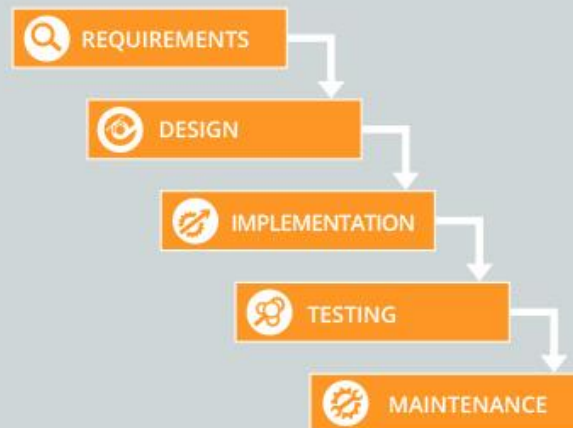 REQUIREMENTS
DESIGN
IMPLEMENTATION
TESTING
MAINTENANCE